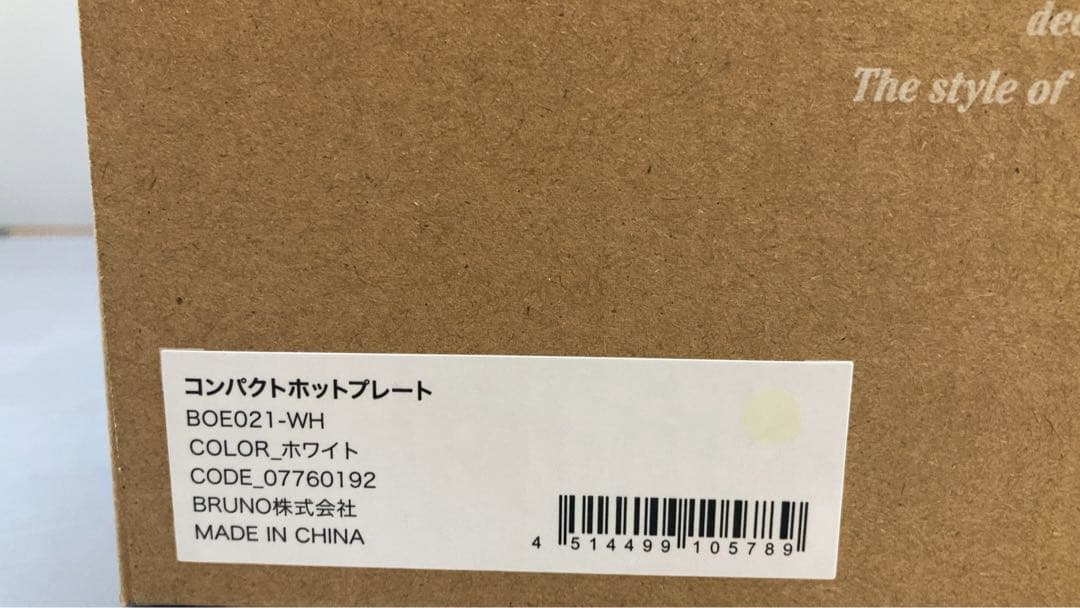 The style of
コンパクトホットプレート
BOE021-WH
COLOR_ホワイト
CODE_07760192
BRUNO株式会社
MADE IN CHINA
4 514499 105789